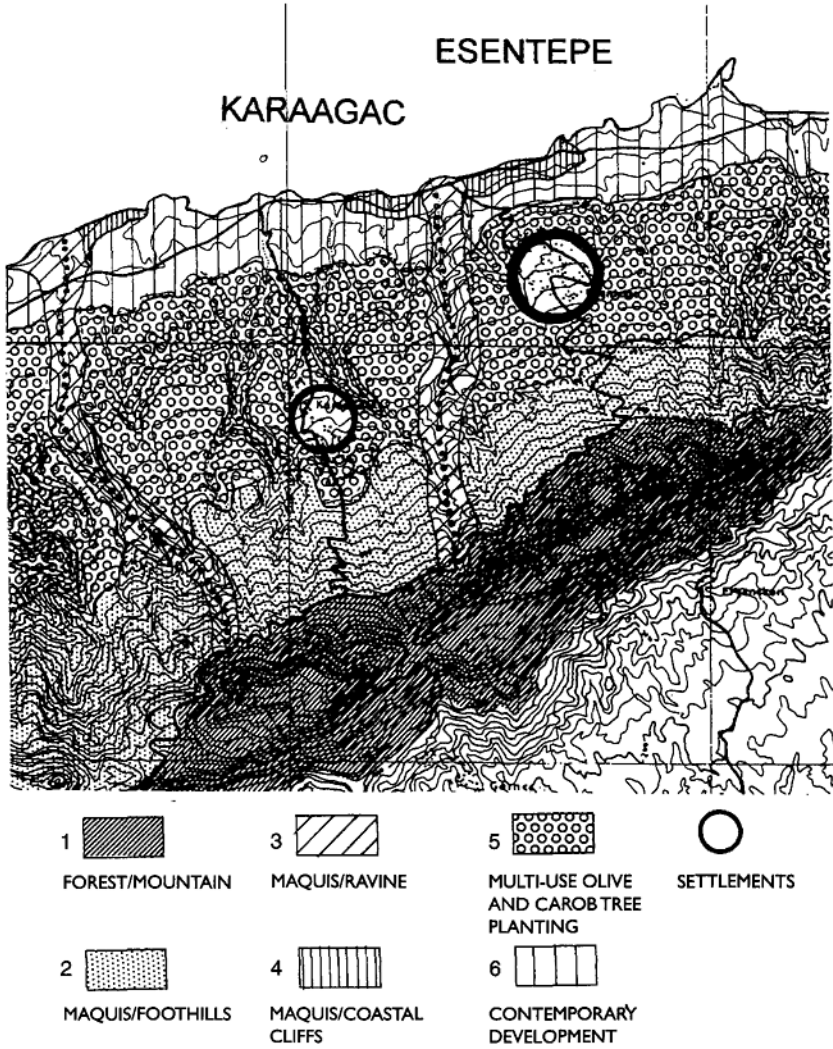 ESENTEPE
KARAAGAC
1
FOREST/MOUNTAIN
3
MAQUIS/RAVINE
5
MULTI-USE OLIVE
AND CAROB TREE
PLANTING
SETTLEMENTS
2
MAQUIS/FOOTHILLS
4
MAQUIS/COASTAL
CLIFFS
6
CONTEMPORARY
DEVELOPMENT